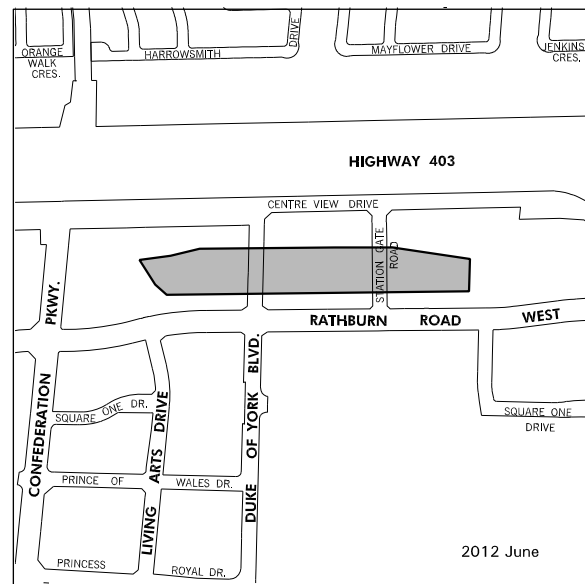 ORANGE
WALK
CRES.
HARROWSMITH
DRIVE
MAYFLOWER DRIVE
JENKINS
CRES.
HIGHWAY 403
CENTRE VIEW DRIVE
STATION GATE
ROAD
PKWY.
RATHBURN ROAD WEST
CONFEDERATION
SQUARE ONE DR.
LIVING ARTS DRIVE
DUKE OF YORK BLVD.
SQUARE ONE
DRIVE
PRINCE OF WALES DR.
PRINCESS ROYAL DR.
2012 June